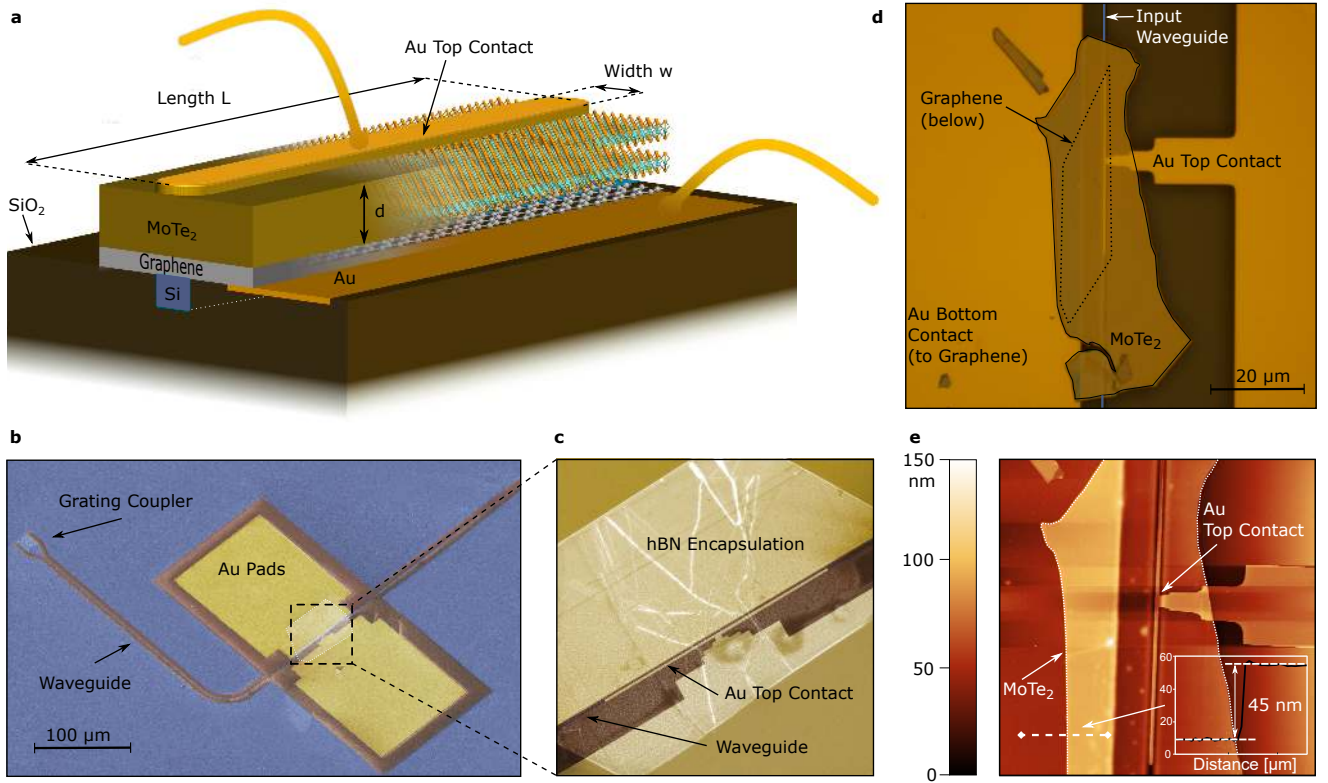 a
Au Top Contact
Width w
Length L
SiO₂
d
MoTe₂
Graphene
Si
Au
b
Grating Coupler
Au Pads
Waveguide
100 μm
c
hBN Encapsulation
Au Top Contact
Waveguide
d
Input
Waveguide
Graphene
(below)
Au Top Contact
Au Bottom
Contact
(to Graphene)
MoTe₂
20 μm
e
150
nm
100
50
0
Au
Top Contact
MoTe₂
60
40
20
0
45 nm
Distance [μm]